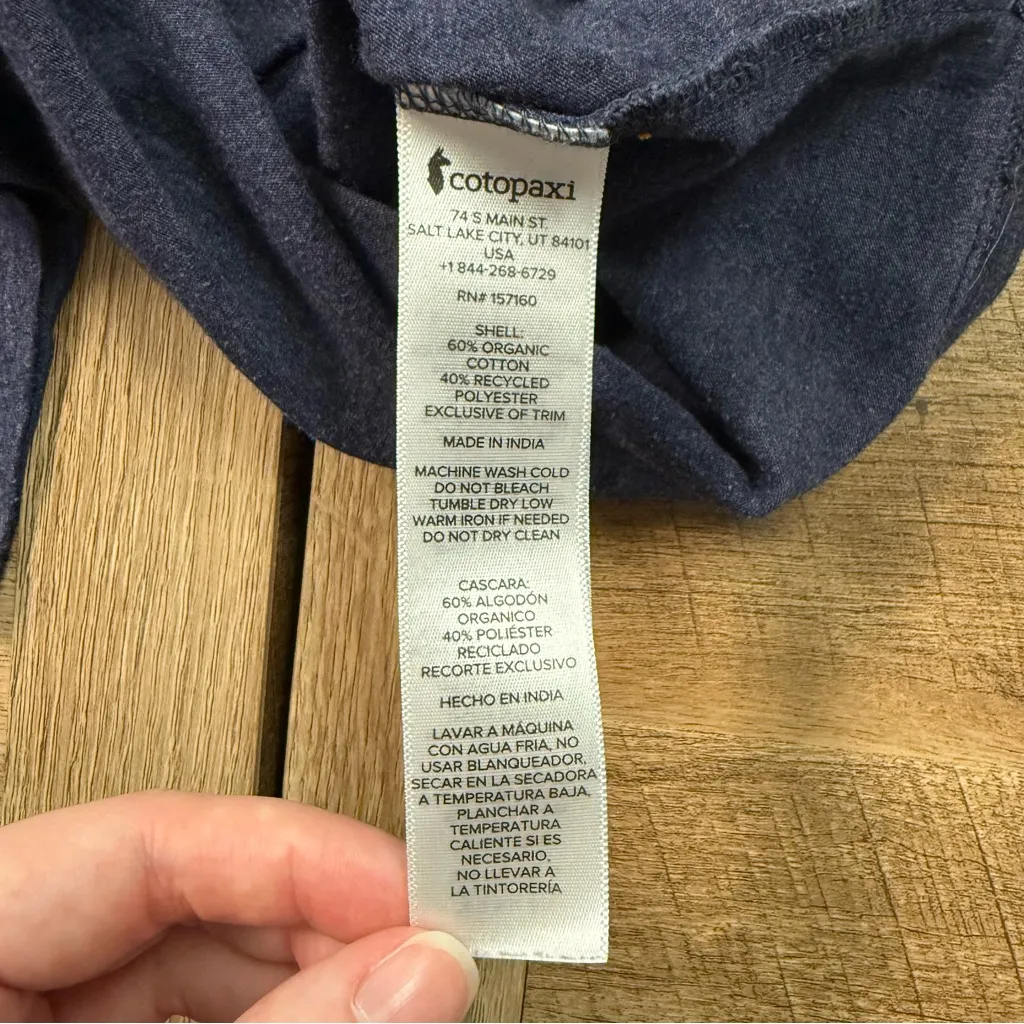 cotopaxi
74 S MAIN ST.
SALT LAKE CITY, UT 84101
USA
+1 844-268-6729
RN# 157160
SHELL:
60% ORGANIC
COTTON
40% RECYCLED
POLYESTER
EXCLUSIVE OF TRIM
MADE IN INDIA
MACHINE WASH COLD
DO NOT BLEACH
TUMBLE DRY LOW
WARM IRON IF NEEDED
DO NOT DRY CLEAN
CASCARA:
60% ALGODÓN
ORGANICO
40% POLIÉSTER
RECICLADO
RECORTE EXCLUSIVO
HECHO EN INDIA
LAVAR A MÁQUINA
CON AGUA FRIA, NO
USAR BLANQUEADOR,
SECAR EN LA SECADORA
A TEMPERATURA BAJA,
PLANCHAR A
TEMPERATURA
CALIENTE SI ES
NECESARIO,
NO LLEVAR A
LA TINTORERÍA